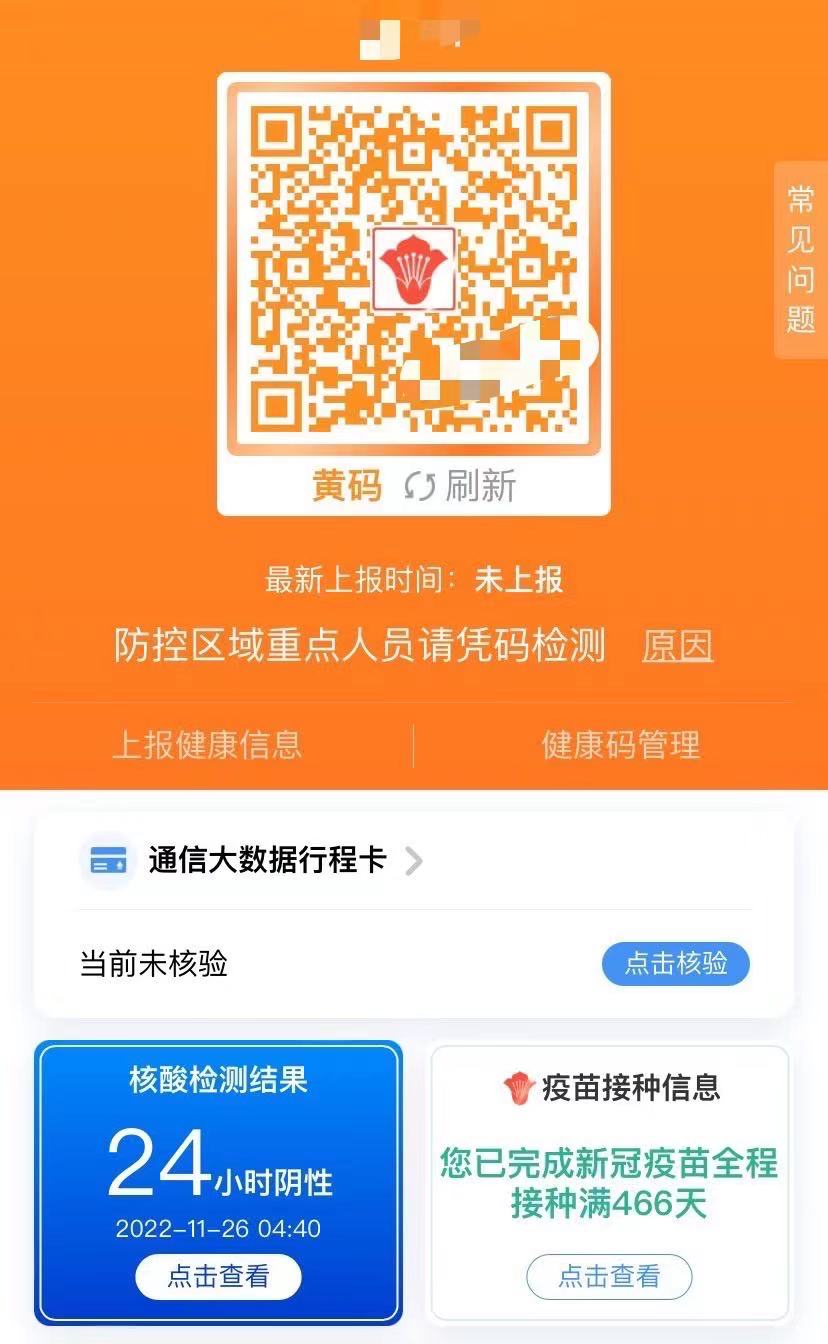 常见问题
黄码 刷新
最新上报时间：未上报
防控区域重点人员请凭码检测 原因
上报健康信息 健康码管理
通信大数据行程卡
当前未核验 点击核验
核酸检测结果
24小时阴性
2022-11-26 04:40
点击查看
疫苗接种信息
您已完成新冠疫苗全程
接种满466天
点击查看